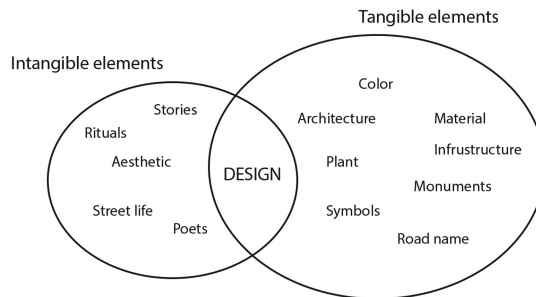 Tangible elements
Intangible elements
Color
Stories
Architecture
Material
Rituals
Infrustructure
Aesthetic
Plant
DESIGN
Monuments
Street life
Symbols
Poets
Road name